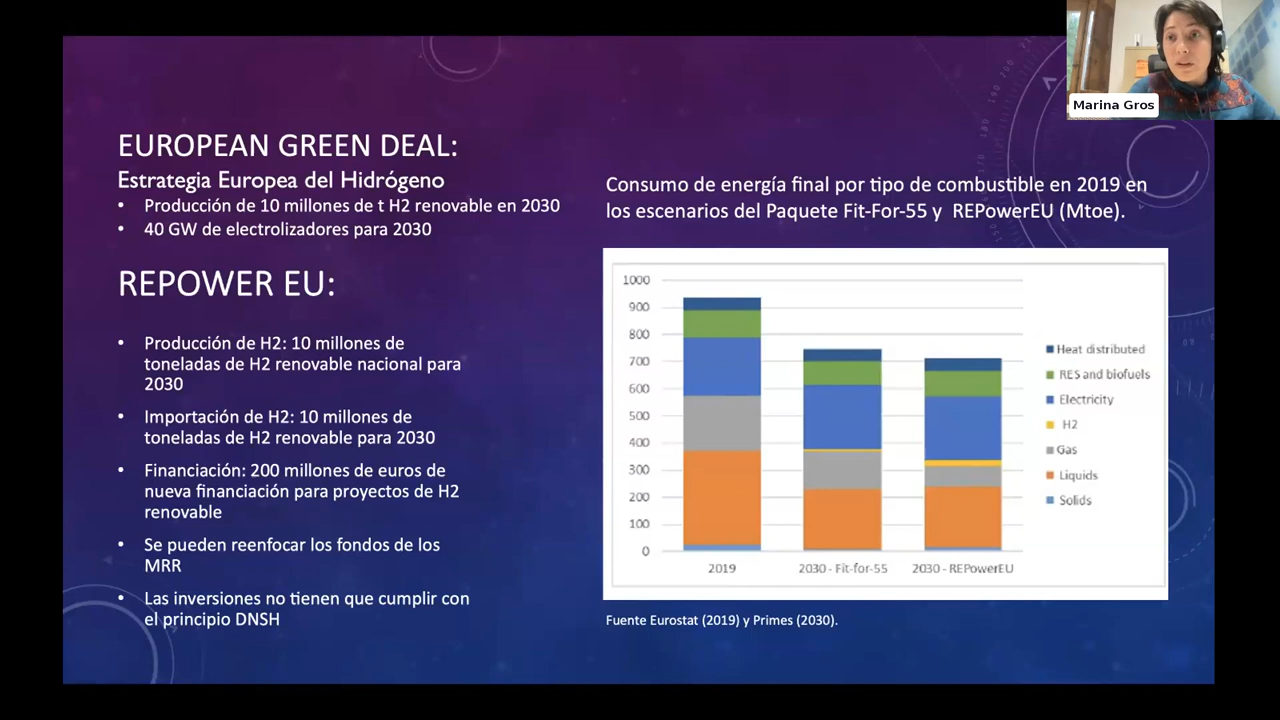 Marina Gros
EUROPEAN GREEN DEAL:
Estrategia Europea del Hidrógeno
• Producción de 10 millones de t H2 renovable en 2030
• 40 GW de electrolizadores para 2030
REPOWER EU:
• Producción de H2: 10 millones de
toneladas de H2 renovable nacional para
2030
• Importación de H2: 10 millones de
toneladas de H2 renovable para 2030
• Financiación: 200 millones de euros de
nueva financiación para proyectos de H2
renovable
• Se pueden reenfocar los fondos de los
MRR
• Las inversiones no tienen que cumplir con
el principio DNSH
Consumo de energía final por tipo de combustible en 2019 en
los escenarios del Paquete Fit-For-55 y REPowerEU (Mtoe).
1000
900
800
700
600
500
400
300
200
100
0
2019
2030 - Fit-for-55
2030 - REPowerEU
Heat distributed
RES and biofuels
Electricity
H2
Gas
Liquids
Solids
Fuente Eurostat (2019) y Primes (2030).